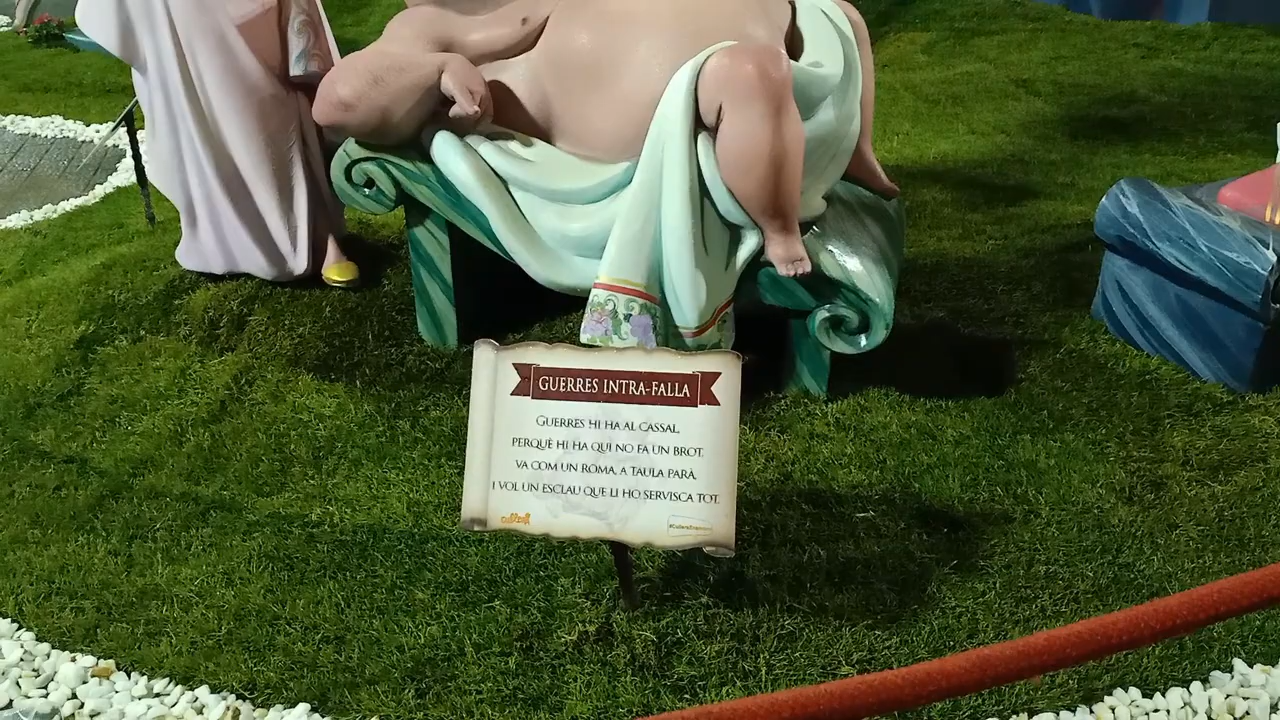 GUERRES INTRA-FALLA
GUERRES HI HA AL CASSAL,
PERQUÈ HI HA QUI NO FA UN BROT,
VA COM UN ROMÀ, A TAULA PARÀ,
I VOL UN ESCLAU QUE LI HO SERVISCA TOT.